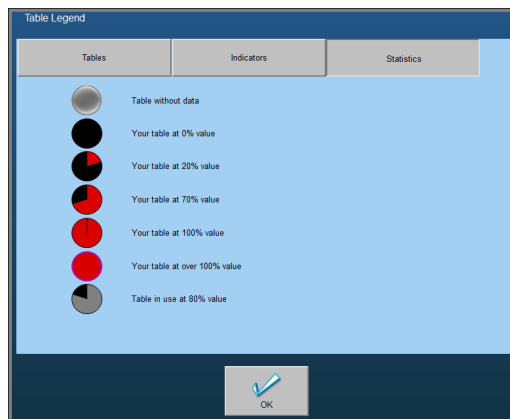 Table Legend
Tables
Indicators
Statistics
Table without data
Your table at 0% value
Your table at 20% value
Your table at 70% value
Your table at 100% value
Your table at over 100% value
Table in use at 80% value
OK